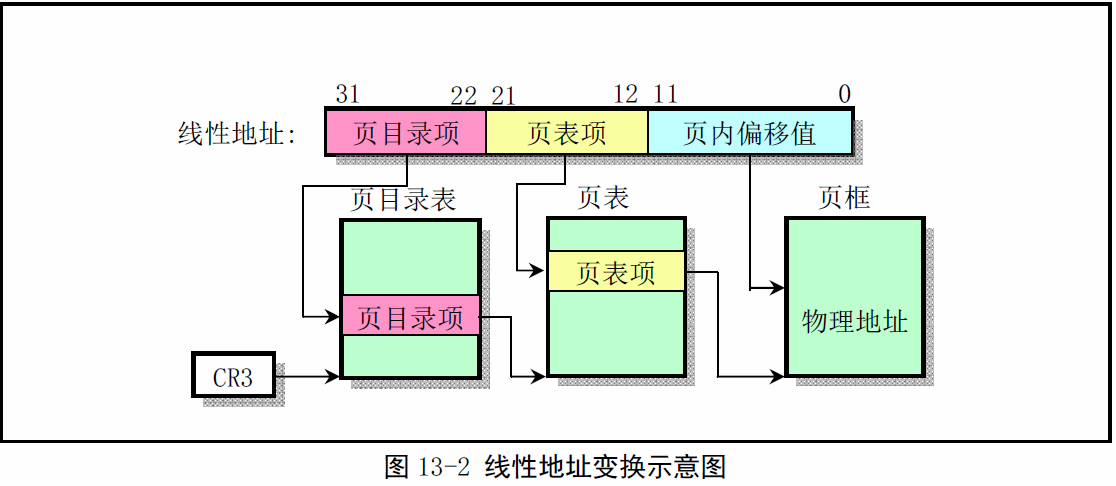 31 22 21 12 11 0
线性地址: 页目录项 页表项 页内偏移值
页目录表 页表 页框
页表项
页目录项 物理地址
CR3
图 13-2 线性地址变换示意图